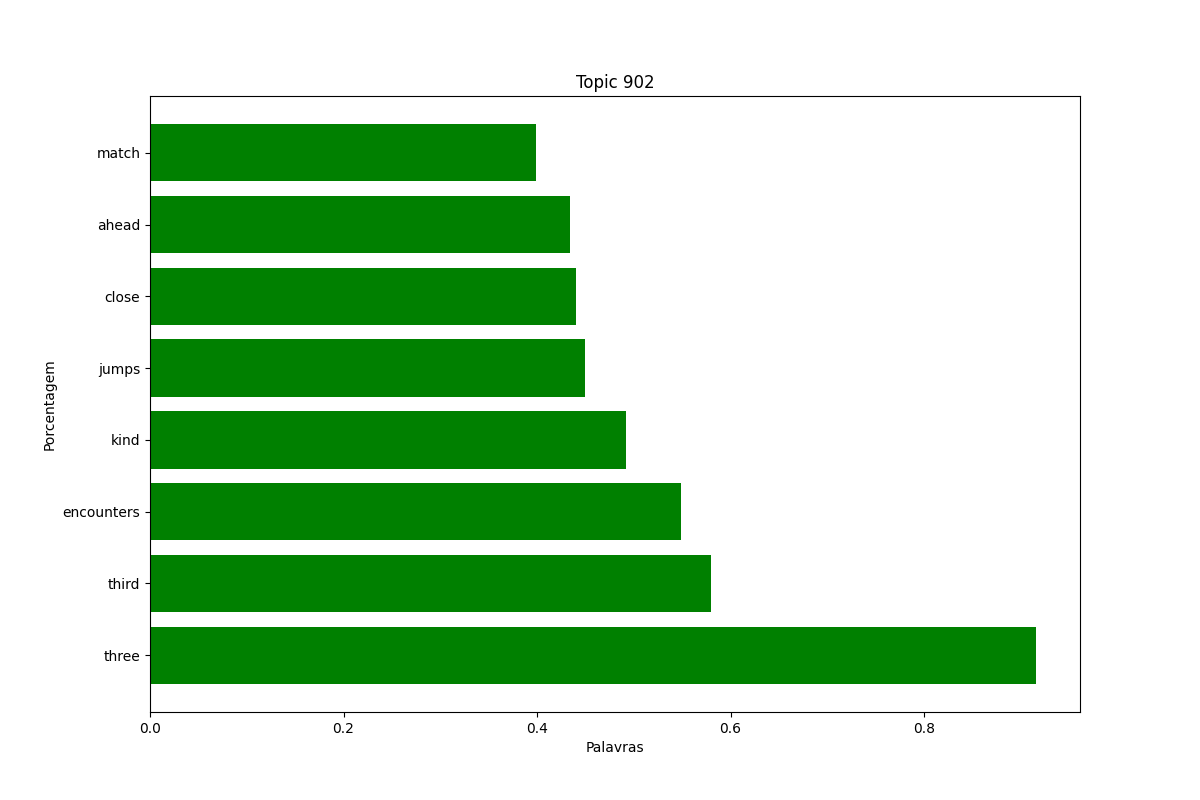 Topic 902
match
ahead
close
jumps
kind
encounters
third
three
Porcentagem
0.0 0.2 0.4 0.6 0.8
Palavras